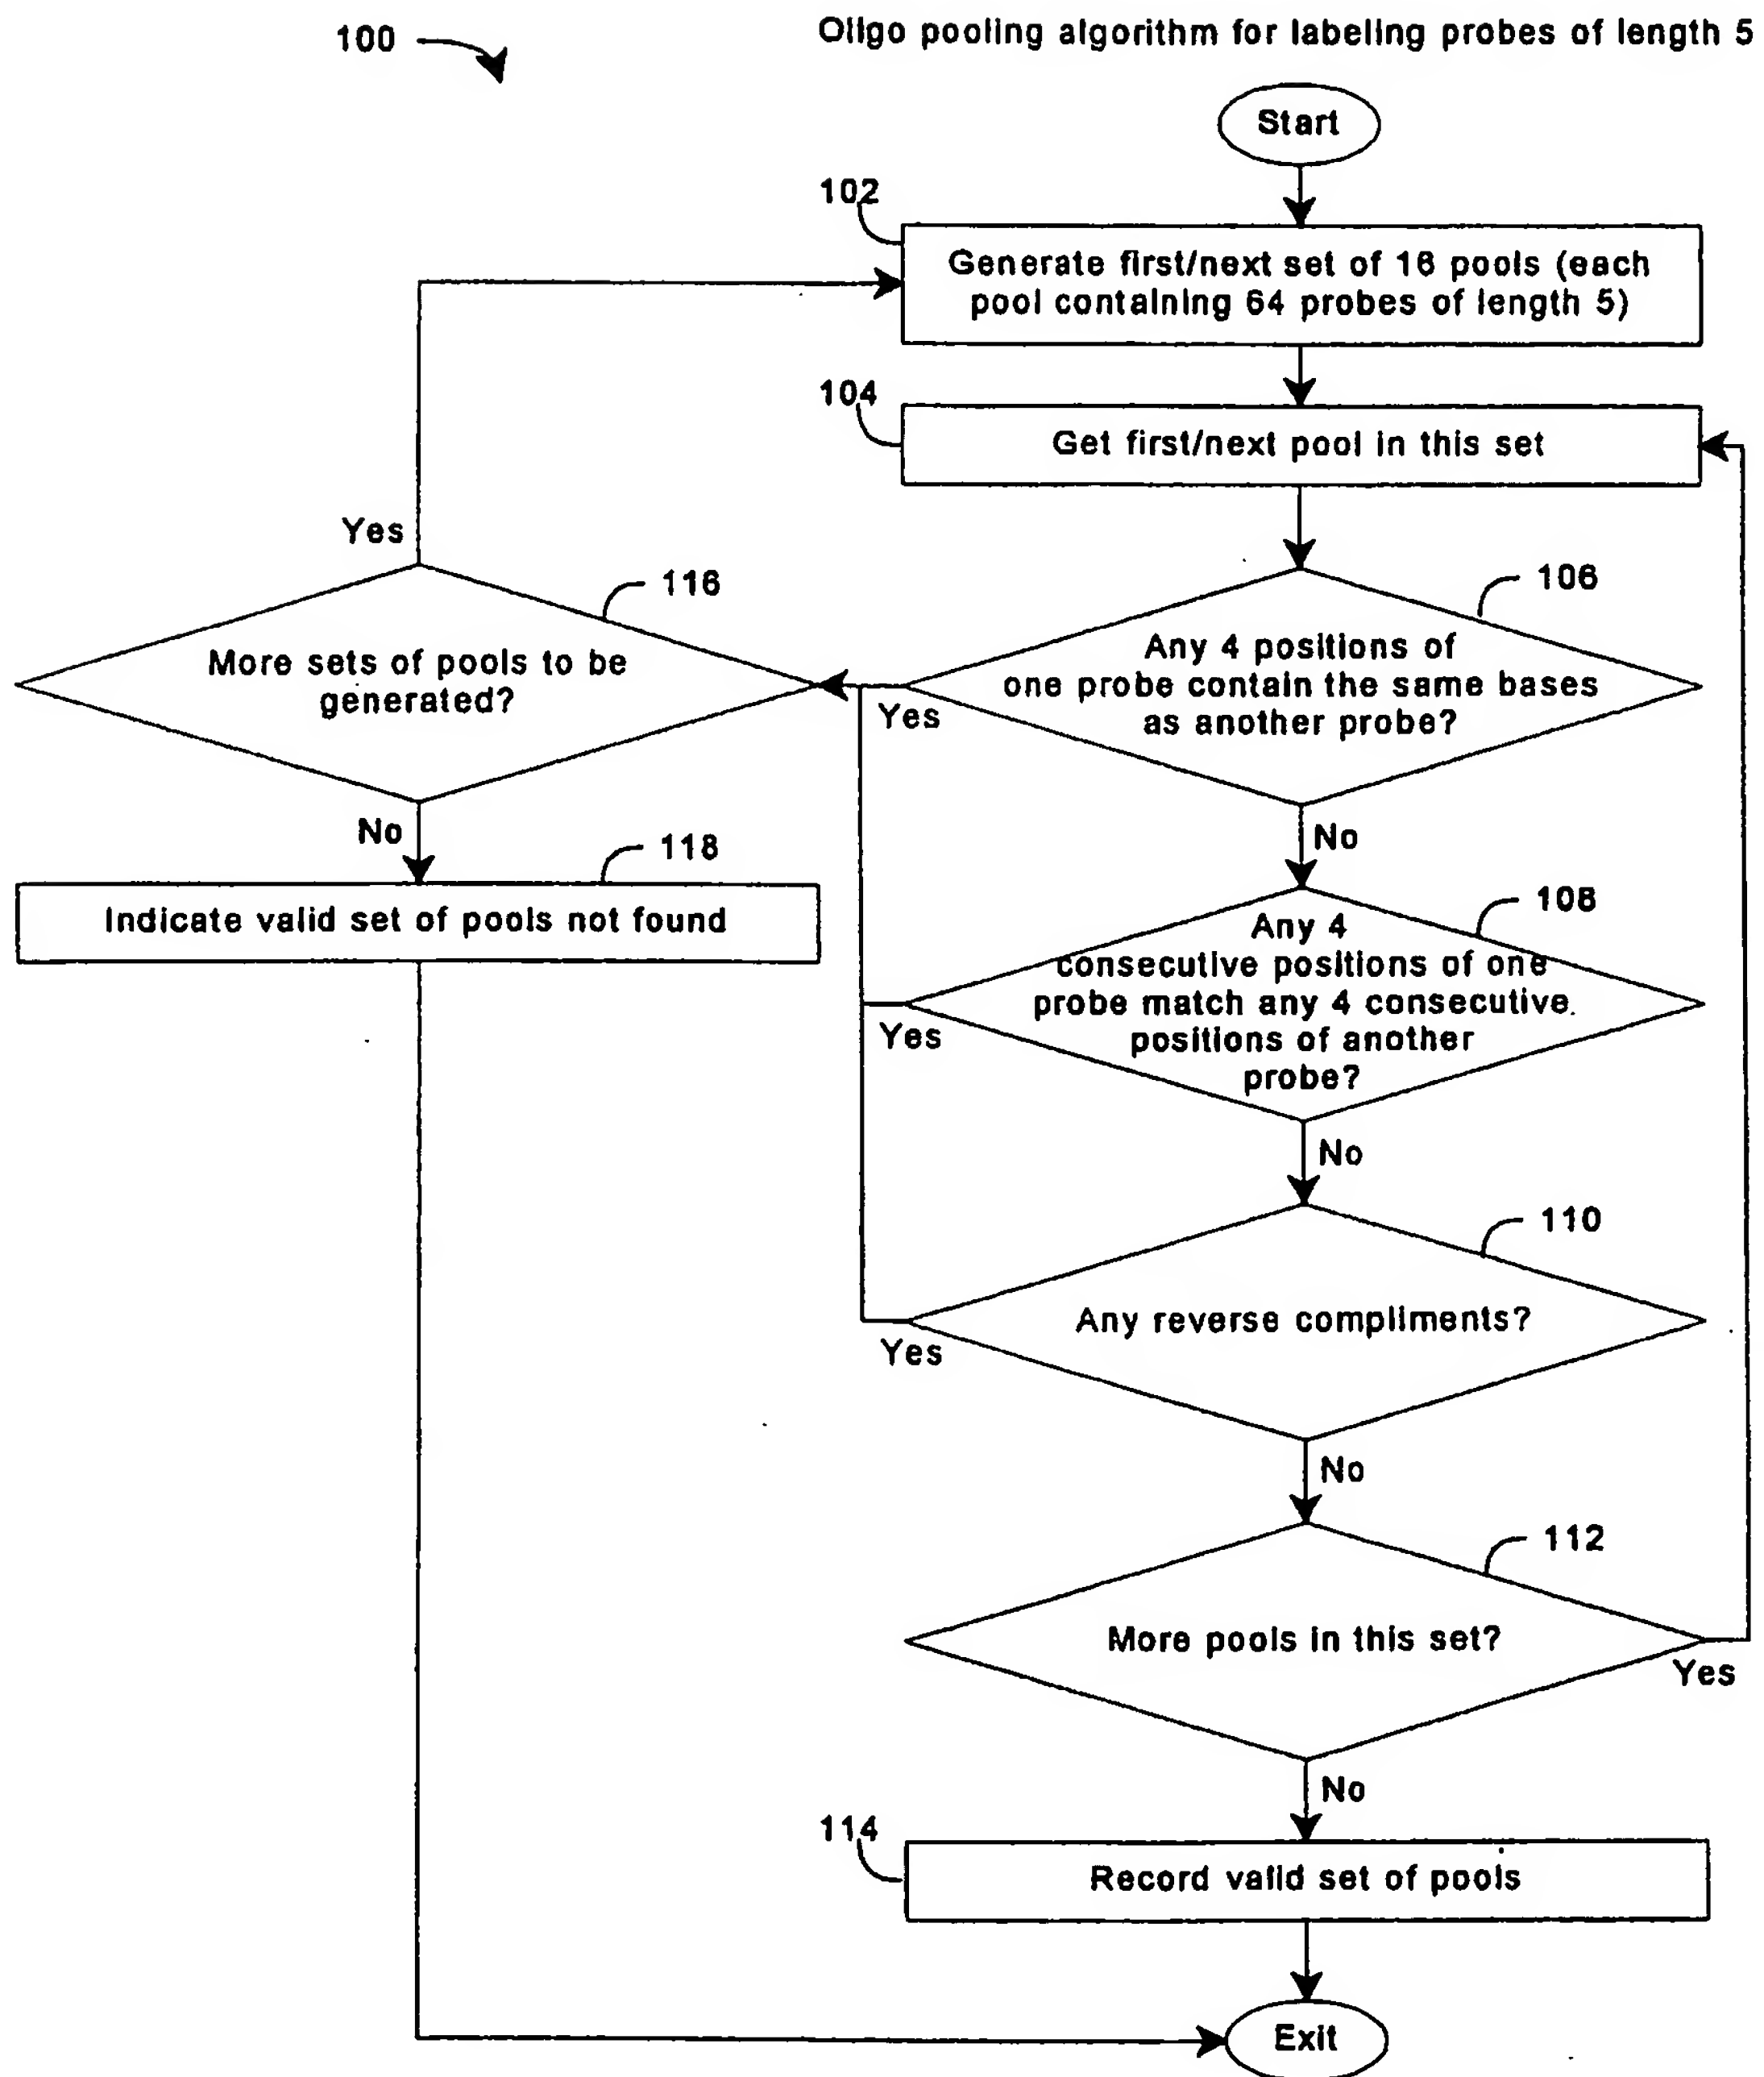 100
Oligo pooling algorithm for labeling probes of length 5
Start
102
Generate first/next set of 16 pools (each
pool containing 64 probes of length 5)
104
Get first/next pool in this set
Yes
116
More sets of pools to be
generated?
106
Any 4 positions of
one probe contain the same bases
as another probe?
Yes
No
No
118
Indicate valid set of pools not found
108
Any 4
consecutive positions of one
probe match any 4 consecutive
positions of another
probe?
Yes
No
110
Any reverse compliments?
Yes
No
112
More pools in this set?
Yes
No
114
Record valid set of pools
Exit